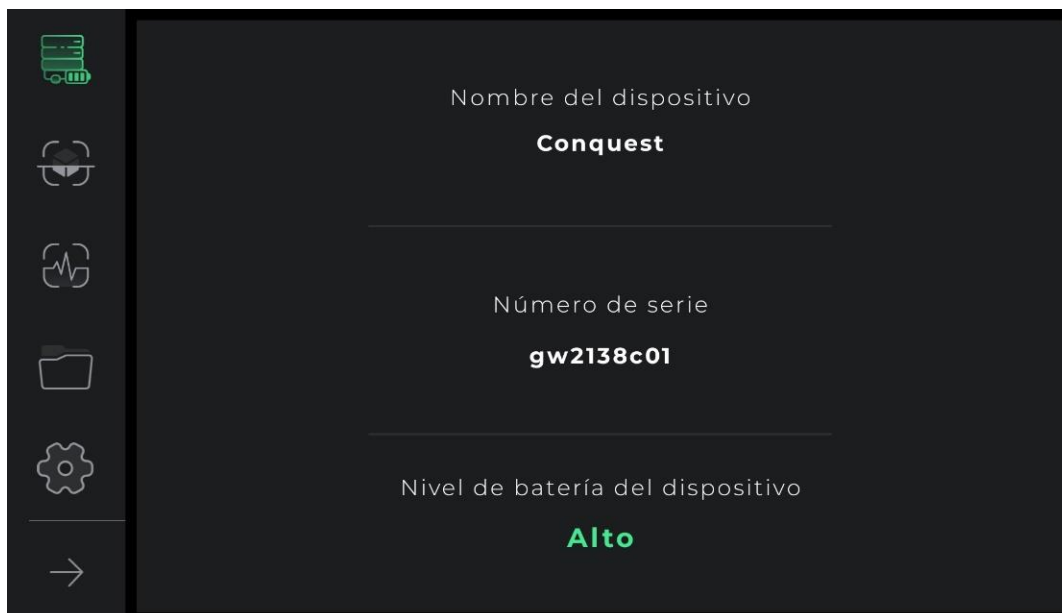 Nombre del dispositivo
Conquest
Número de serie
gw2138c01
Nivel de batería del dispositivo
Alto